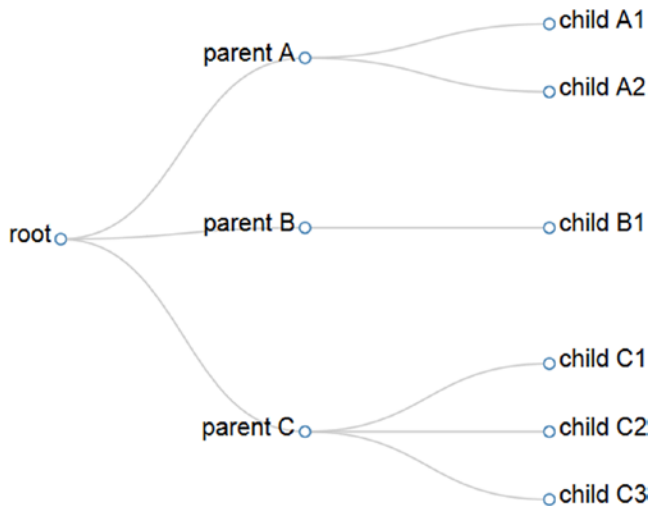 root
parent A
child A1
child A2
parent B
child B1
parent C
child C1
child C2
child C3